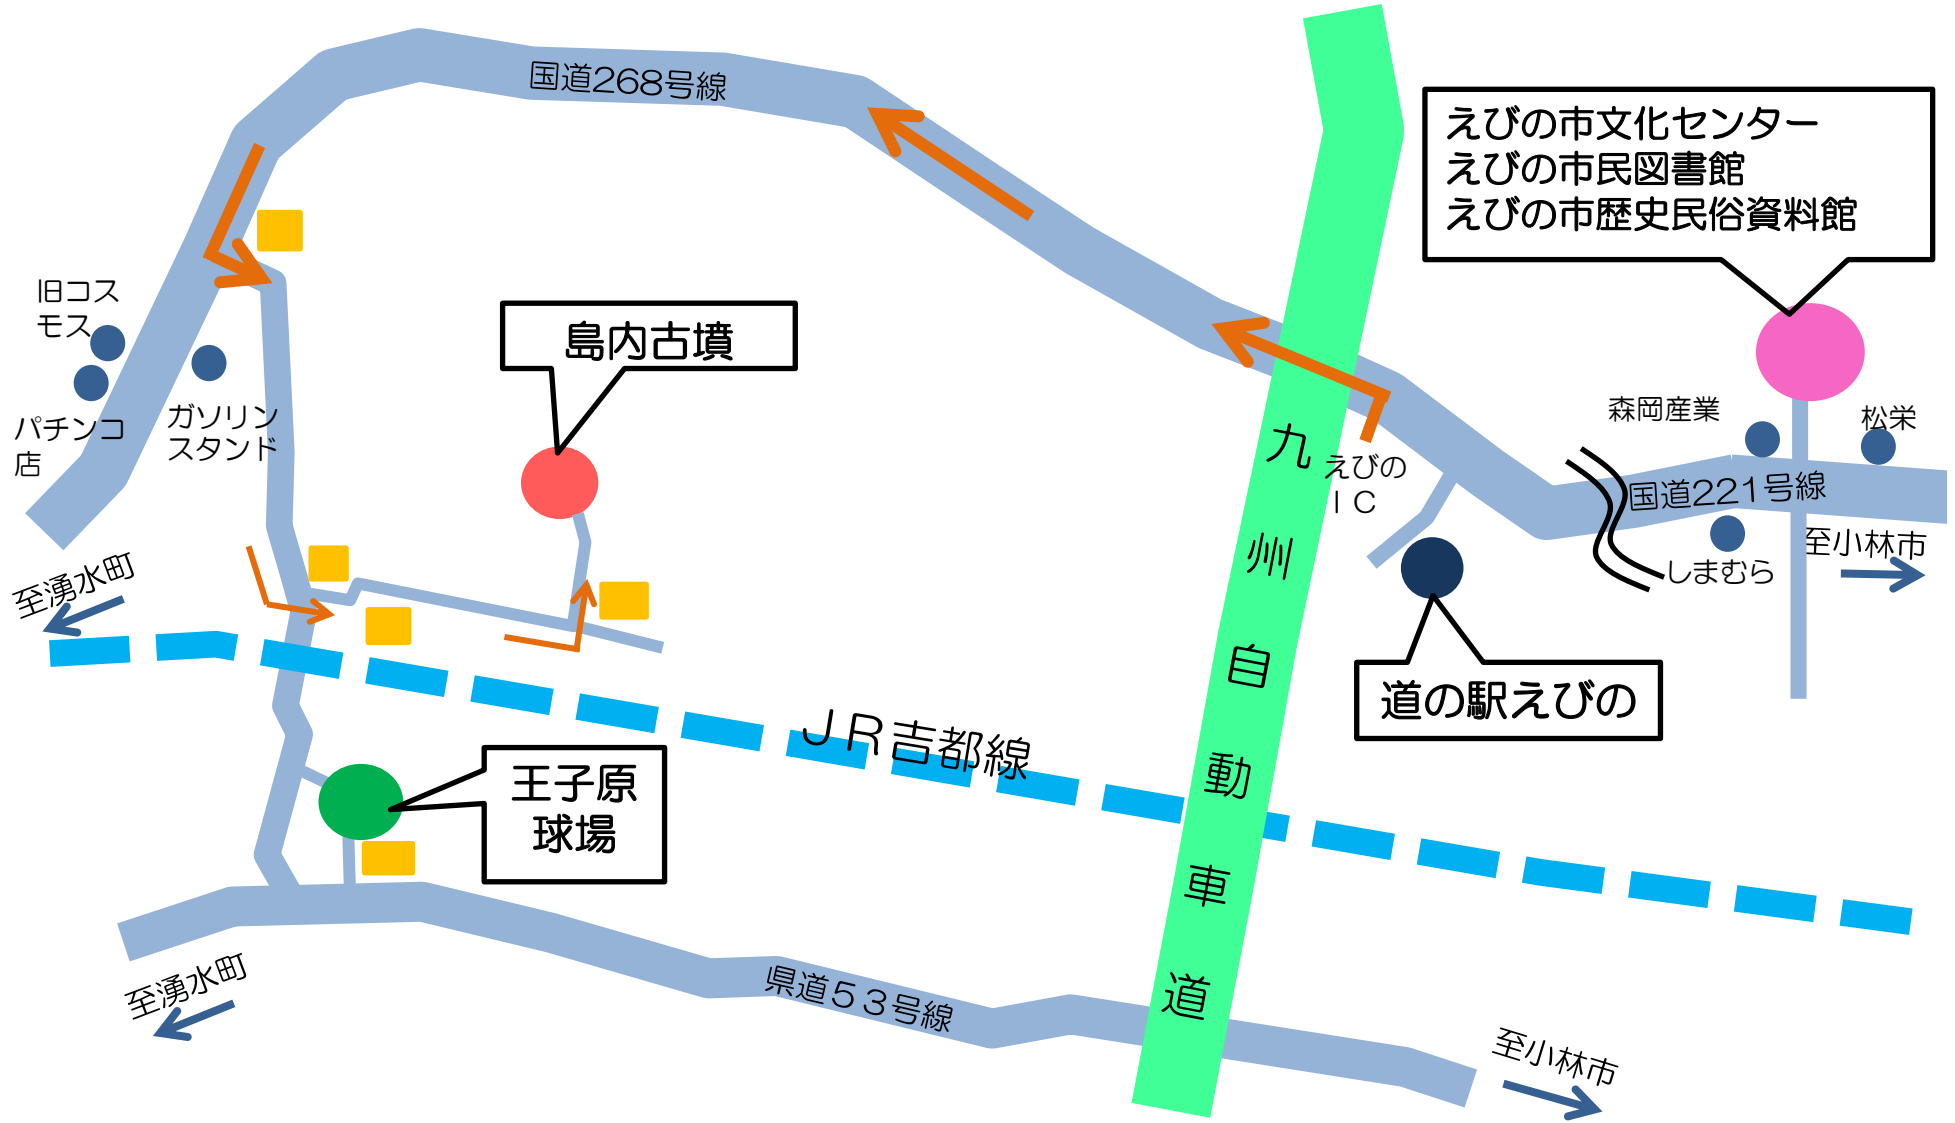 国道268号線
えびの市文化センター
えびの市民図書館
えびの市歴史民俗資料館
旧コス
モス
島内古墳
パチンコ
店
ガソリン
スタンド
九州自動車道
えびの
ＩＣ
森岡産業
松栄
国道221号線
至小林市
しまむら
至湧水町
道の駅えびの
ＪＲ吉都線
王子原
球場
至湧水町
県道５３号線
至小林市